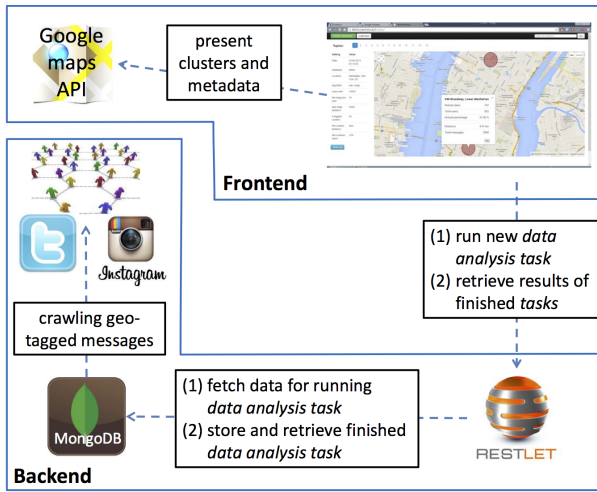 Google
maps
API
present
clusters and
metadata
Frontend
(1) run new data
analysis task
(2) retrieve results of
finished tasks
Instagram
crawling geo-
tagged messages
(1) fetch data for running
data analysis task
(2) store and retrieve finished
data analysis task
MongoDB
RESTLET
Backend